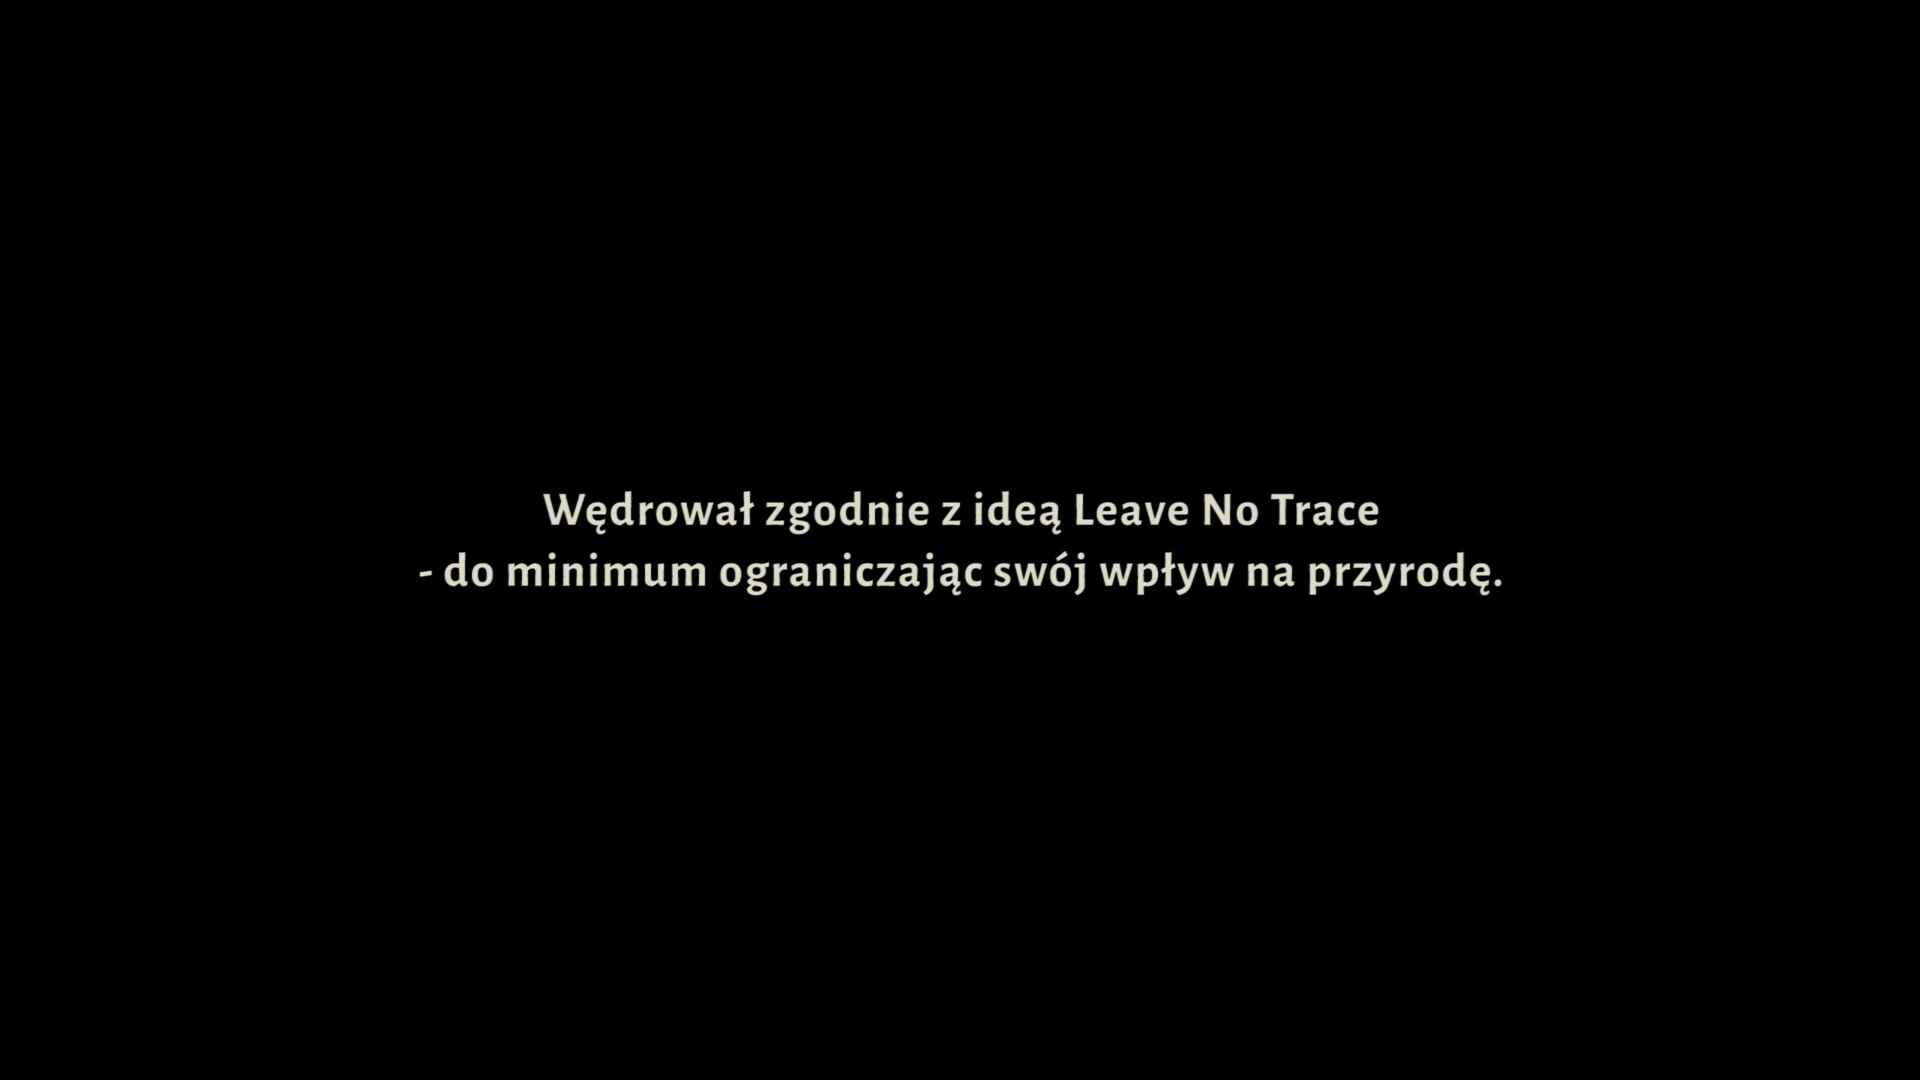 Wędrował zgodnie z ideą Leave No Trace
- do minimum ograniczając swój wpływ na przyrodę.